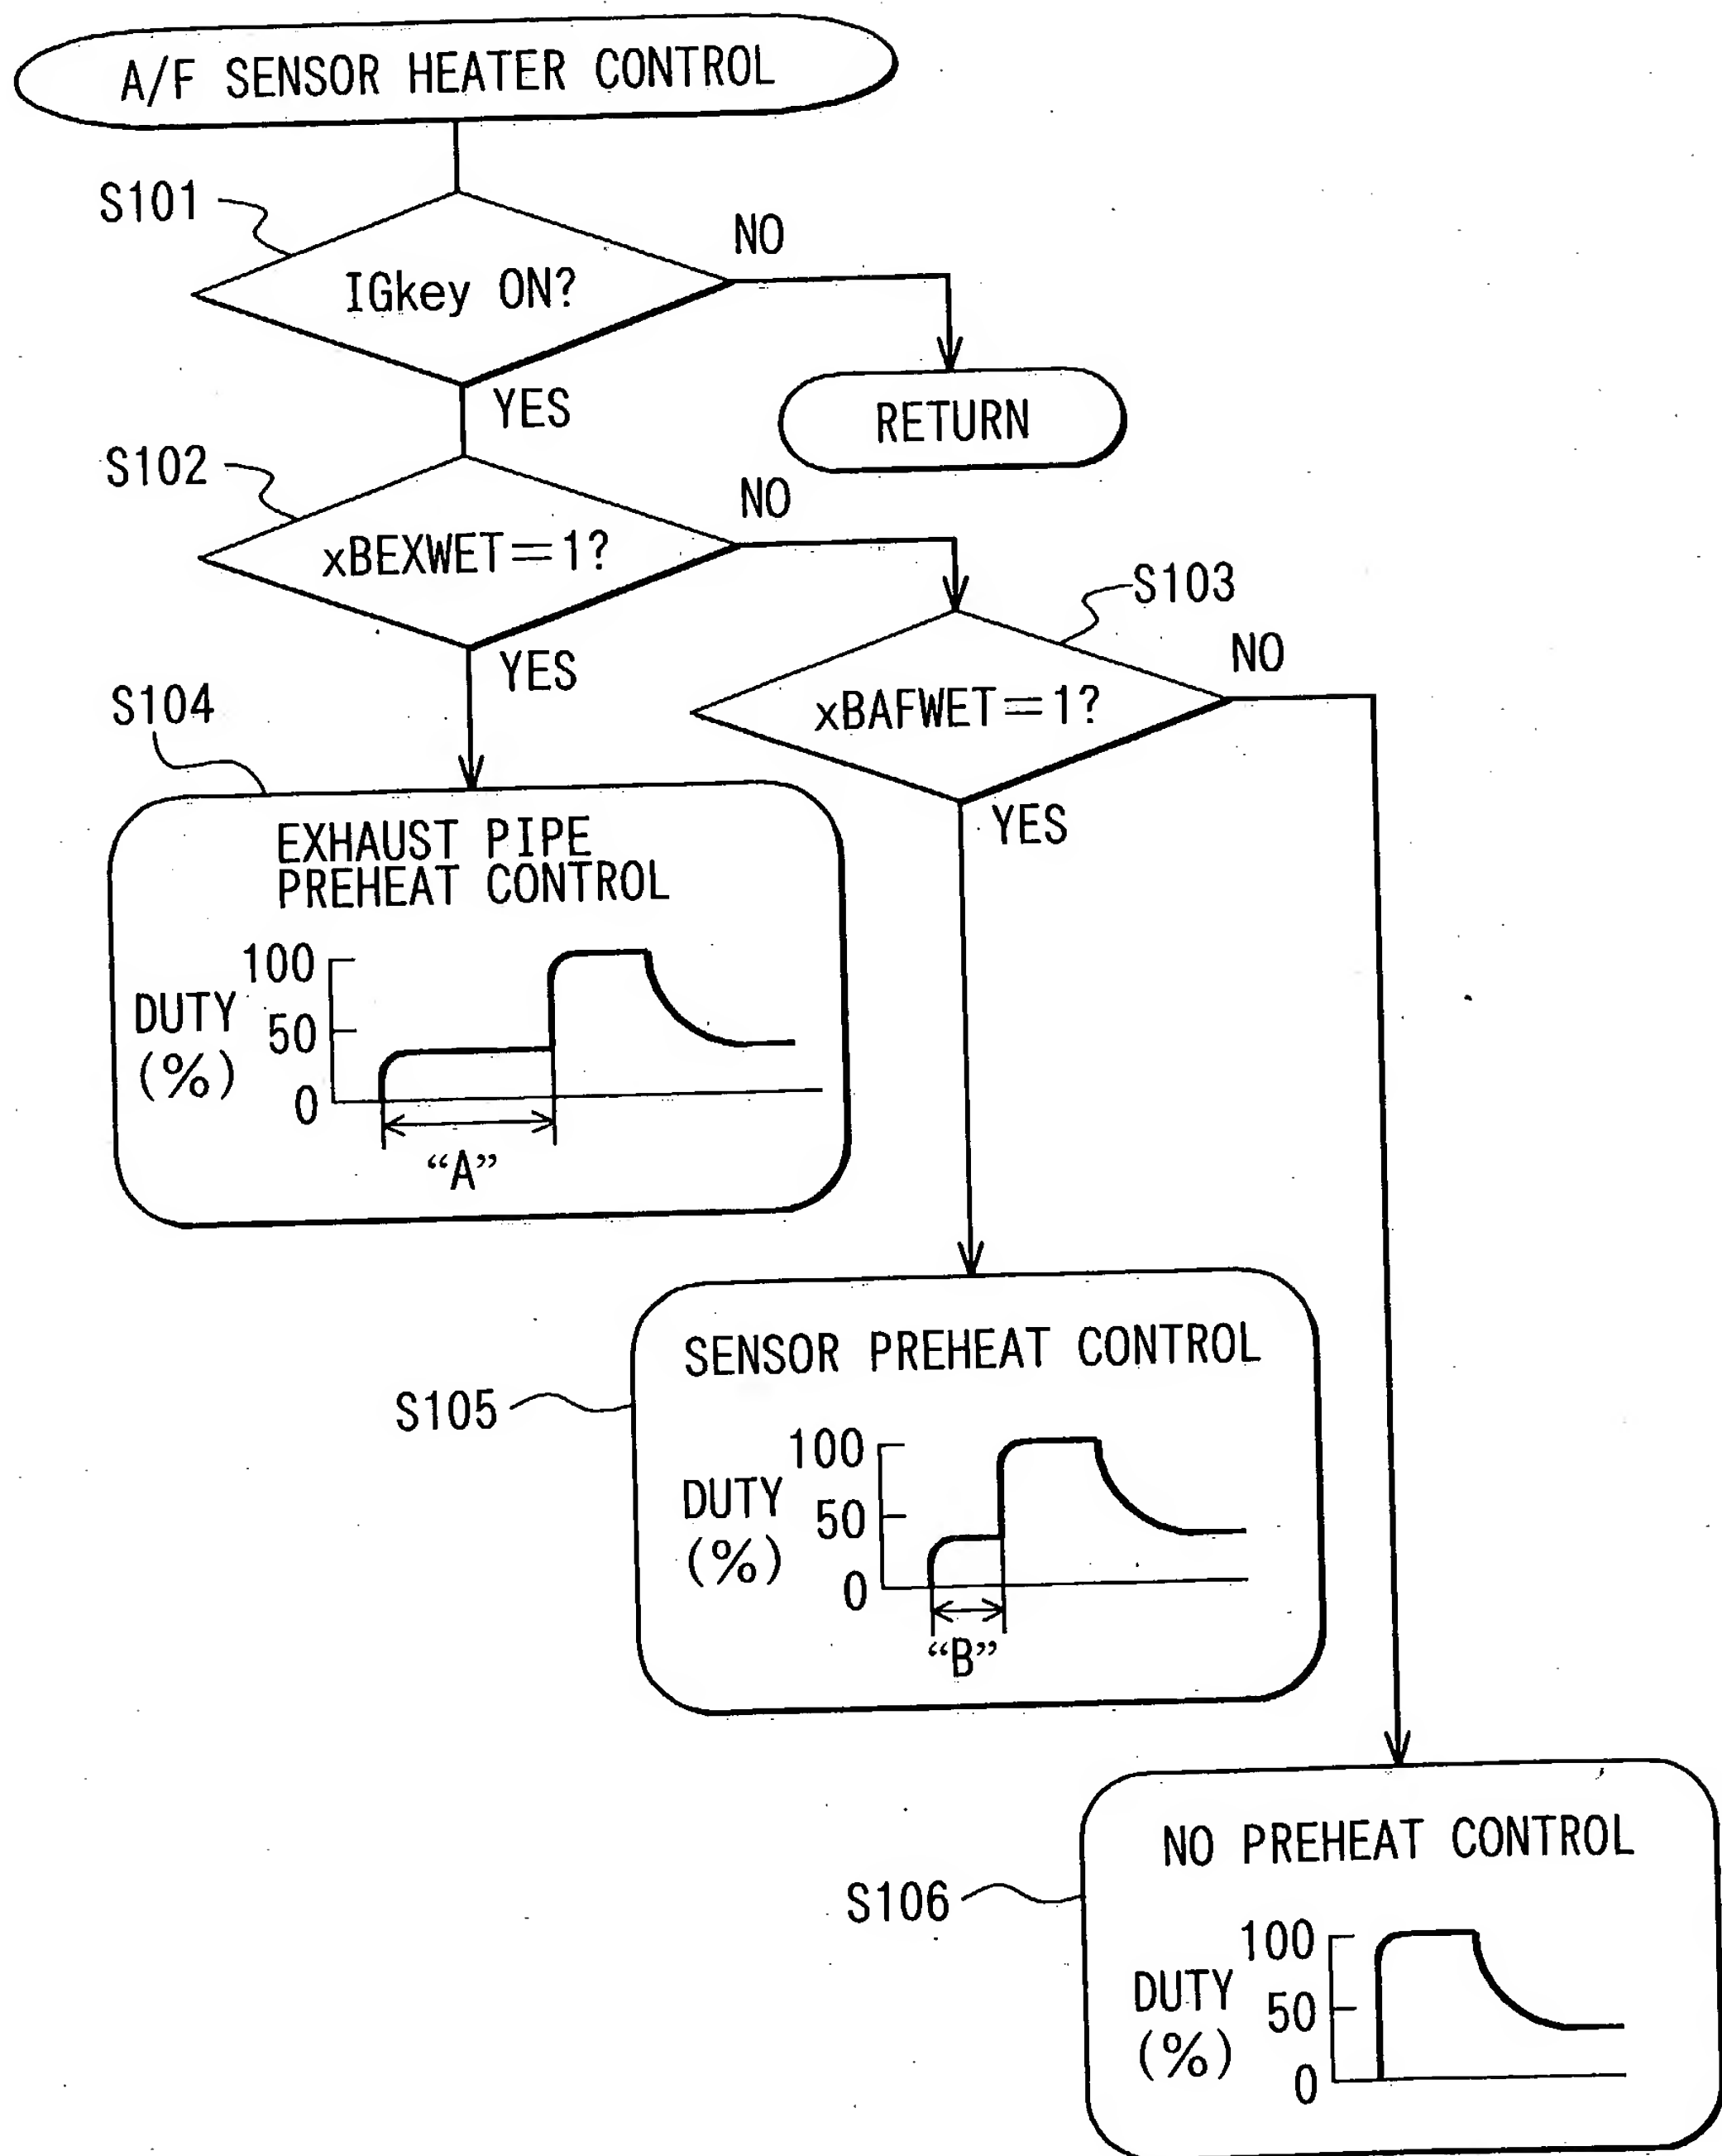 A/F SENSOR HEATER CONTROL
S101
NO
IGkey ON?
YES
RETURN
S102
NO
xBEXWET=1?
S103
YES
NO
S104
xBAFWET=1?
YES
EXHAUST PIPE
PREHEAT CONTROL
100
DUTY
50
(%)
0
“A”
SENSOR PREHEAT CONTROL
S105
100
DUTY
50
(%)
0
“B”
NO PREHEAT CONTROL
S106
100
DUTY
50
(%)
0